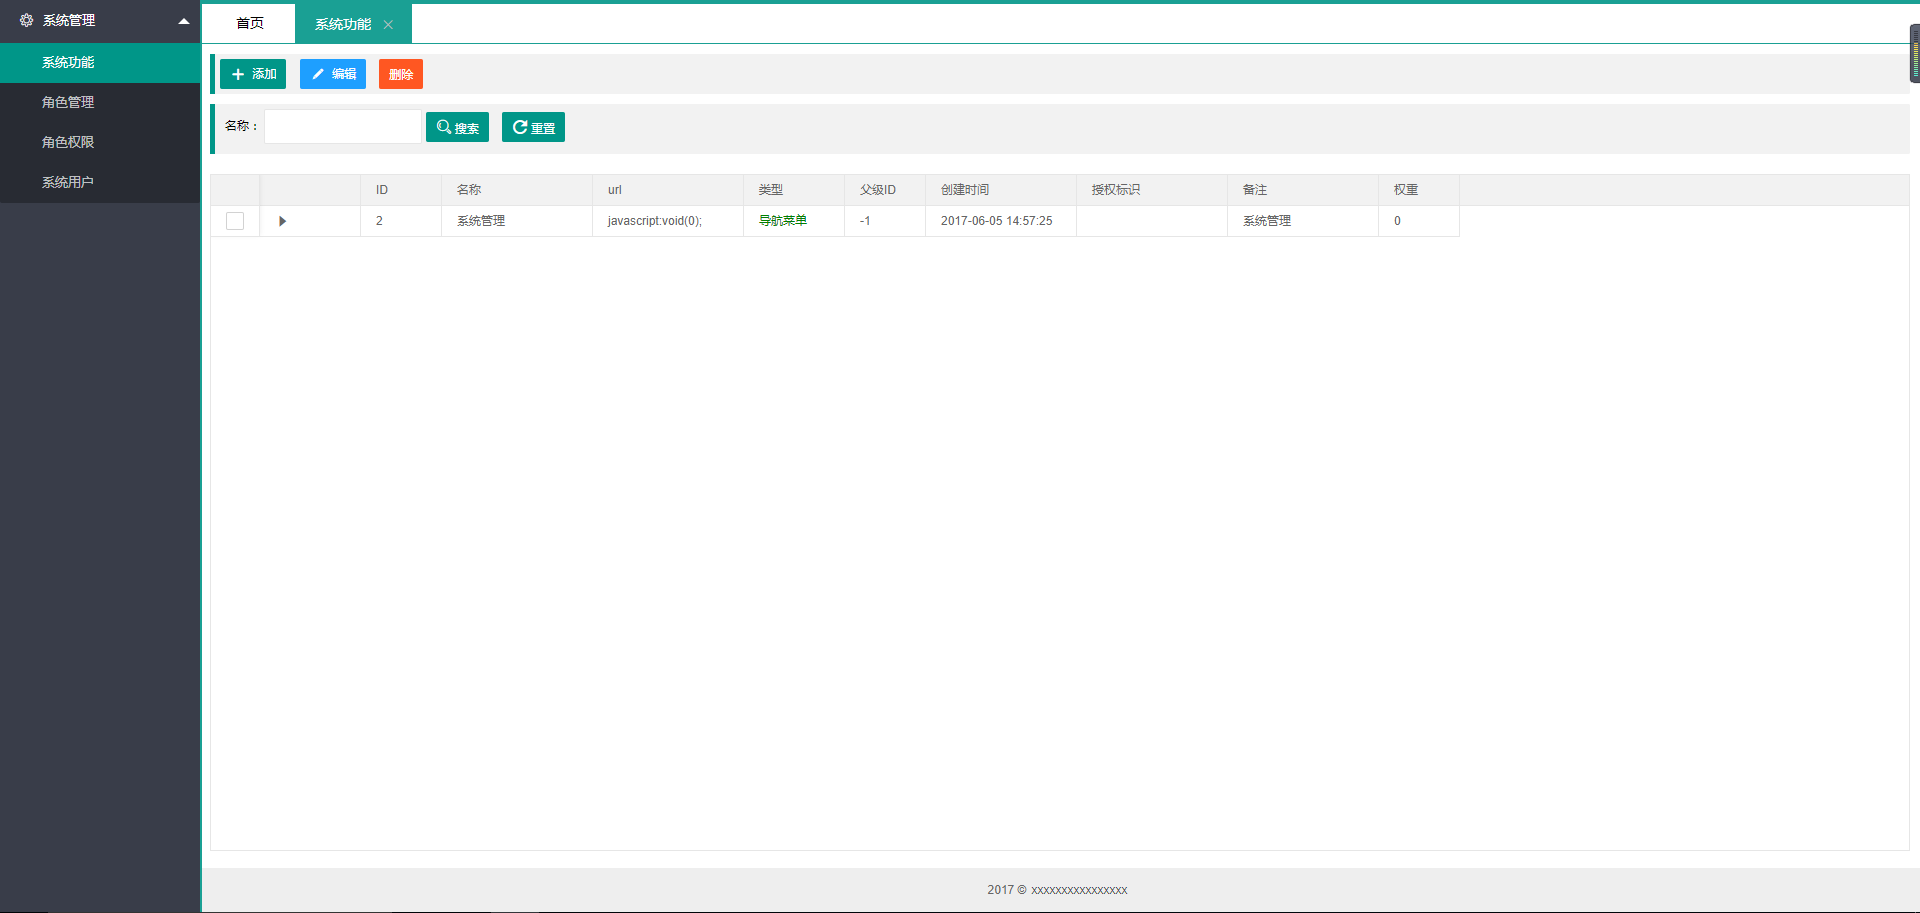 系统管理
系统功能
角色管理
角色权限
系统用户
首页 系统功能
添加 编辑 删除
名称： 搜索 重置
ID 名称 url 类型 父级ID 创建时间 授权标识 备注 权重
2 系统管理 javascript:void(0); 导航菜单 -1 2017-06-05 14:57:25 系统管理 0
2017 © xxxxxxxxxxxxxxxx